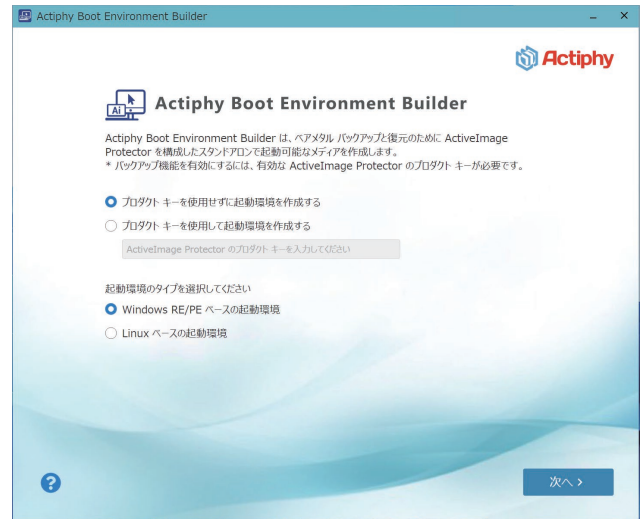 Actiphy Boot Environment Builder
Actiphy
Ai
Actiphy Boot Environment Builder
Actiphy Boot Environment Builder は、ベアメタル バックアップと復元のために ActiveImage
Protector を構成したスタンドアロンで起動可能なメディアを作成します。
* バックアップ機能を有効にするには、有効な ActiveImage Protector のプロダクト キーが必要です。
プロダクト キーを使用せずに起動環境を作成する
プロダクト キーを使用して起動環境を作成する
ActiveImage Protector のプロダクト キーを入力してください
起動環境のタイプを選択してください
Windows RE/PE ベースの起動環境
Linux ベースの起動環境
?
次へ >